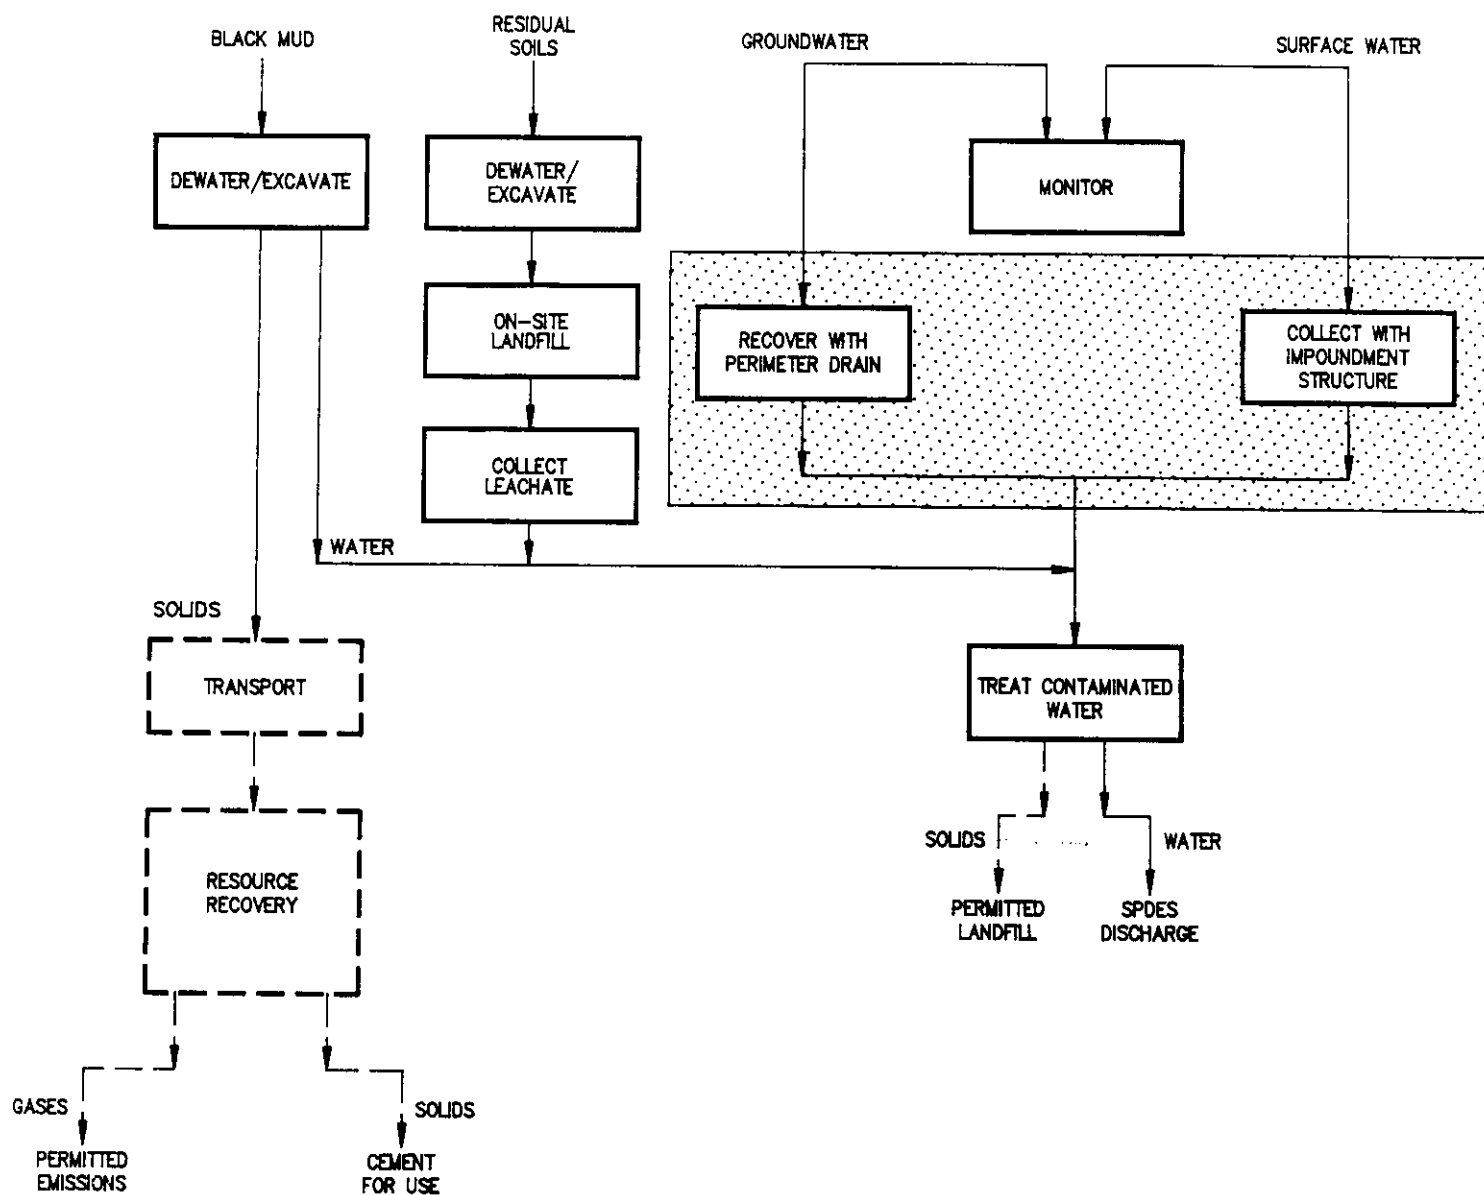 BLACK MUD
RESIDUAL
SOILS
GROUNDWATER
SURFACE WATER
DEWATER/EXCAVATE
DEWATER/
EXCAVATE
MONITOR
ON-SITE
LANDFILL
RECOVER WITH
PERIMETER DRAIN
COLLECT WITH
IMPOUNDMENT
STRUCTURE
COLLECT
LEACHATE
WATER
SOLIDS
TRANSPORT
TREAT CONTAMINATED
WATER
RESOURCE
RECOVERY
SOLIDS
WATER
PERMITTED
LANDFILL
SPDES
DISCHARGE
GASES
SOLIDS
PERMITTED
EMISSIONS
CEMENT
FOR USE